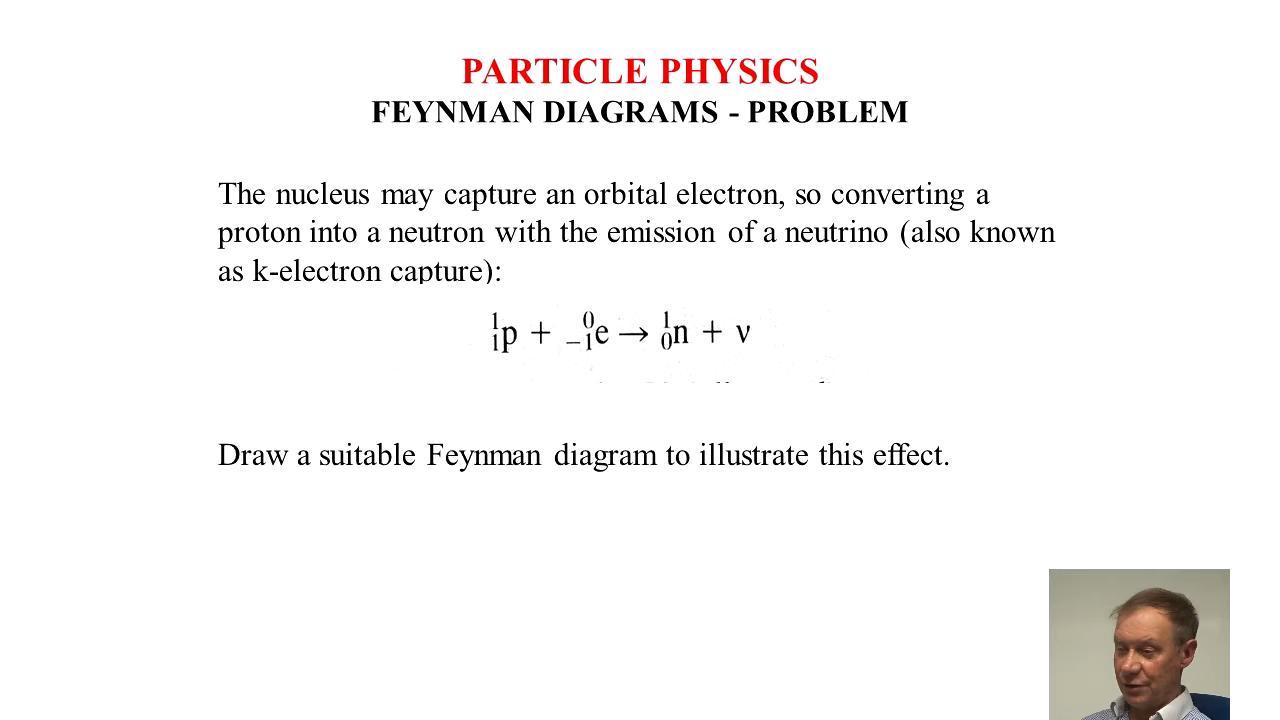 PARTICLE PHYSICS
FEYNMAN DIAGRAMS - PROBLEM
The nucleus may capture an orbital electron, so converting a
proton into a neutron with the emission of a neutrino (also known
as k-electron capture):
¹₁p + ⁰₋₁e → ¹₀n + ν
Draw a suitable Feynman diagram to illustrate this effect.